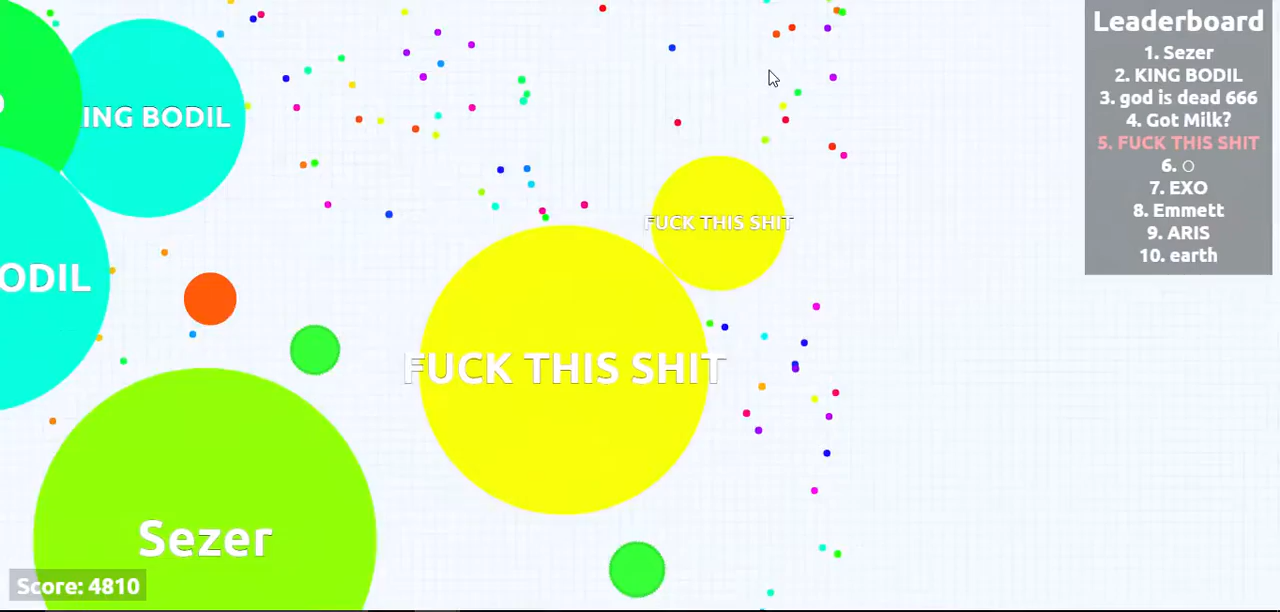 Leaderboard
1. Sezer
2. KING BODIL
3. god is dead 666
4. Got Milk?
5. FUCK THIS SHIT
6. ○
7. EXO
8. Emmett
9. ARIS
10. earth
ING BODIL
ODIL
FUCK THIS SHIT
FUCK THIS SHIT
Sezer
Score: 4810